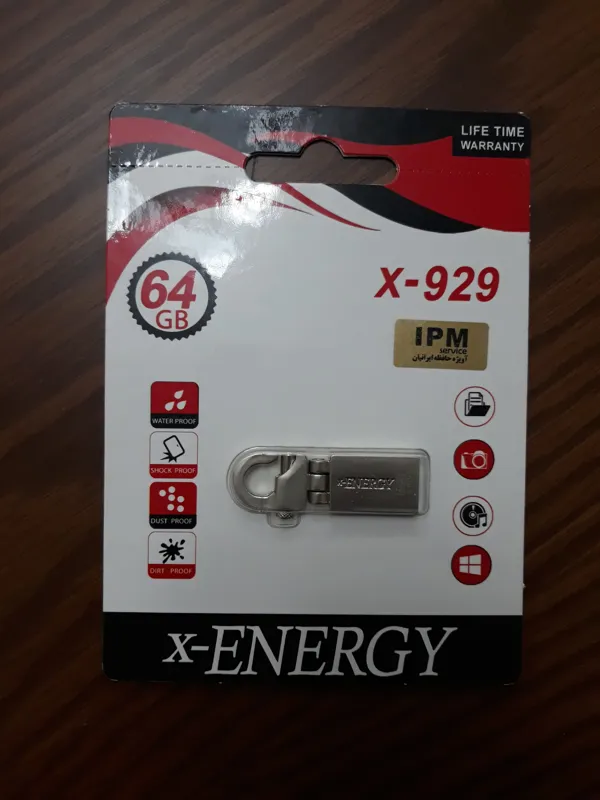 LIFE TIME
WARRANTY
64
GB
X-929
IPM
service
آویژه حافظه ایرانیان
WATER PROOF
SHOCK PROOF
DUST PROOF
DIRT PROOF
x-ENERGY
x-ENERGY